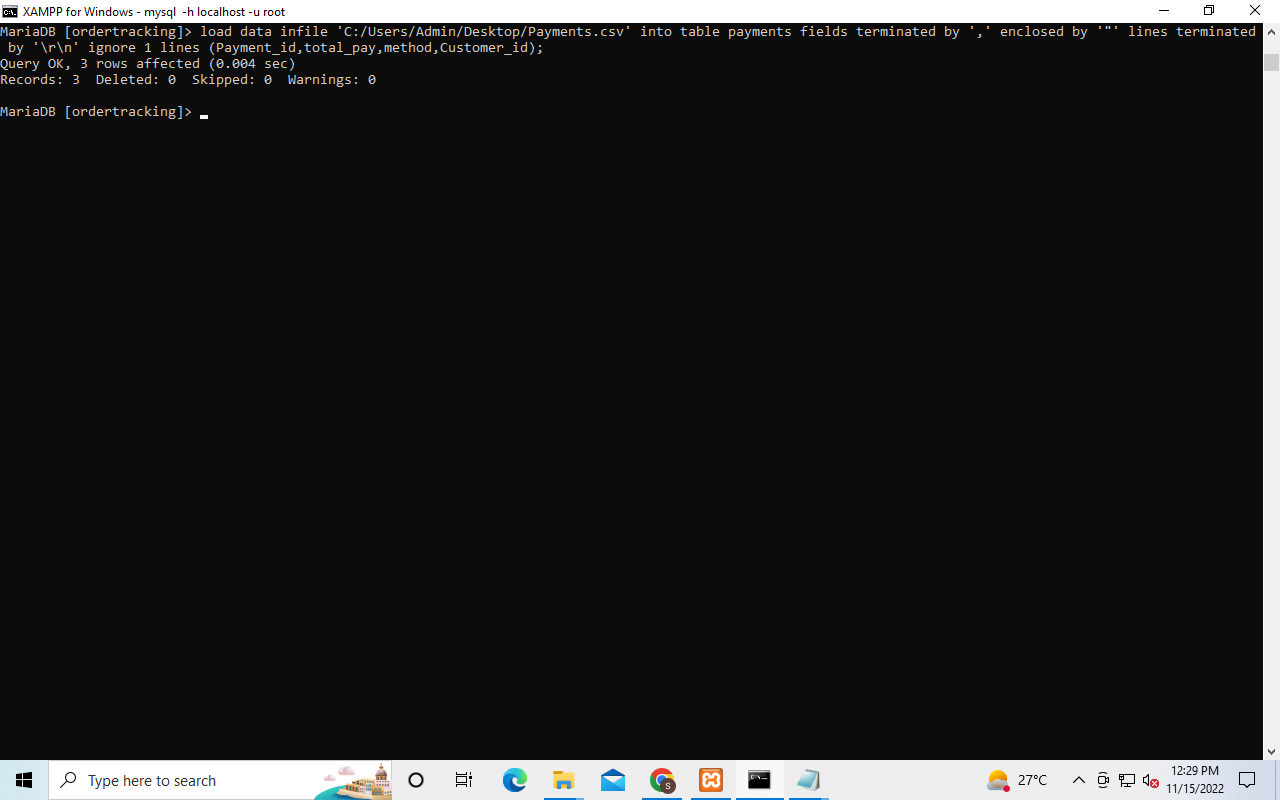 XAMPP for Windows - mysql  -h localhost -u root
MariaDB [ordertracking]> load data infile 'C:/Users/Admin/Desktop/Payments.csv' into table payments fields terminated by ',' enclosed by '"' lines terminated
 by '\r\n' ignore 1 lines (Payment_id,total_pay,method,Customer_id);
Query OK, 3 rows affected (0.004 sec)
Records: 3  Deleted: 0  Skipped: 0  Warnings: 0
MariaDB [ordertracking]>
Type here to search
S
27°C
12:29 PM
11/15/2022